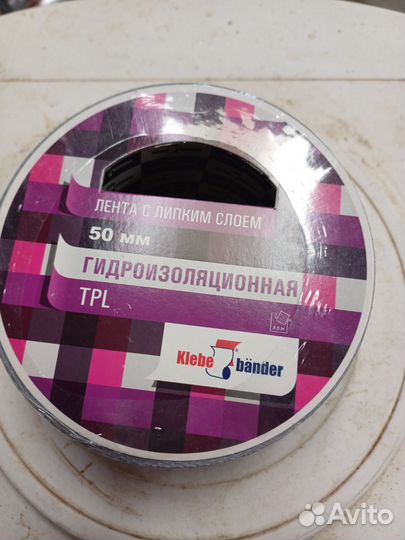 ЛЕНТА С ЛИПКИМ СЛОЕМ
50 ММ
ГИДРОИЗОЛЯЦИОННАЯ
TPL
Klebe bänder
Avito